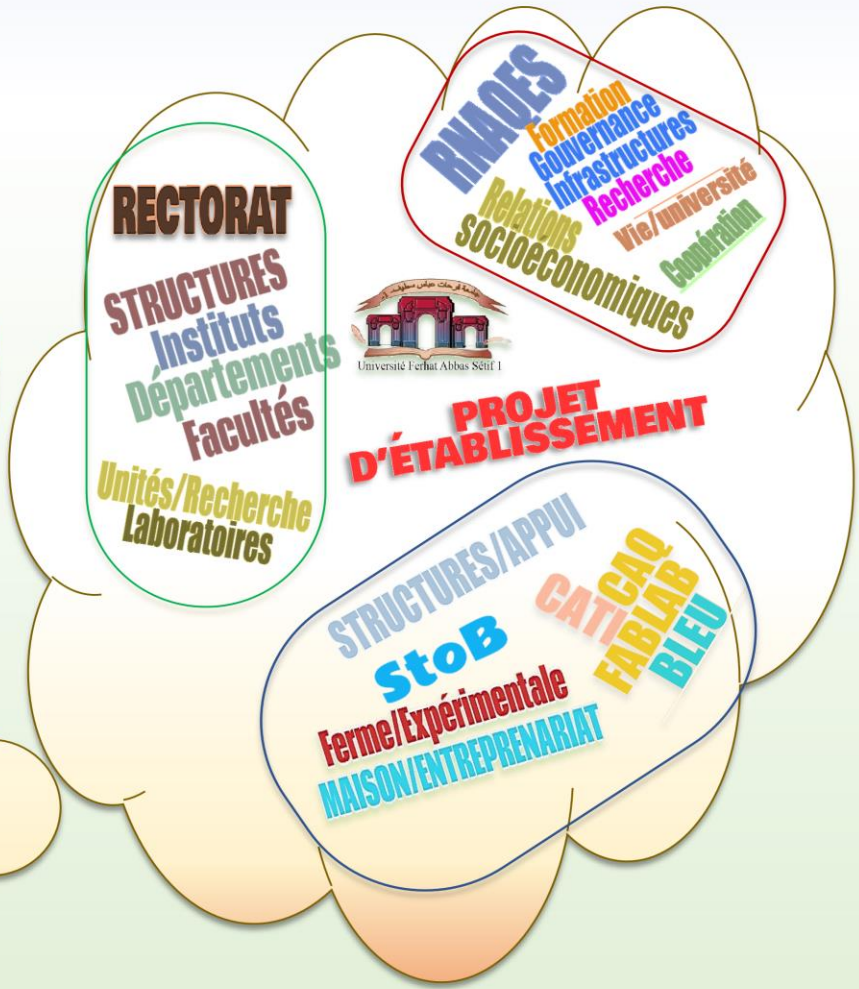 RECTORAT
STRUCTURES
Instituts
Départements
Facultés
Unités/Recherche
Laboratoires
RNAQES
Formation
Gouvernance
Infrastructures
Recherche
Vie/université
Coopération
Relations
socioéconomiques
Université Ferhat Abbas Sétif 1
PROJET
D'ÉTABLISSEMENT
STRUCTURES/APPUI
StoB
Ferme/Expérimentale
MAISON/ENTREPRENARIAT
CATI
CAQ
FABLAB
BLEU